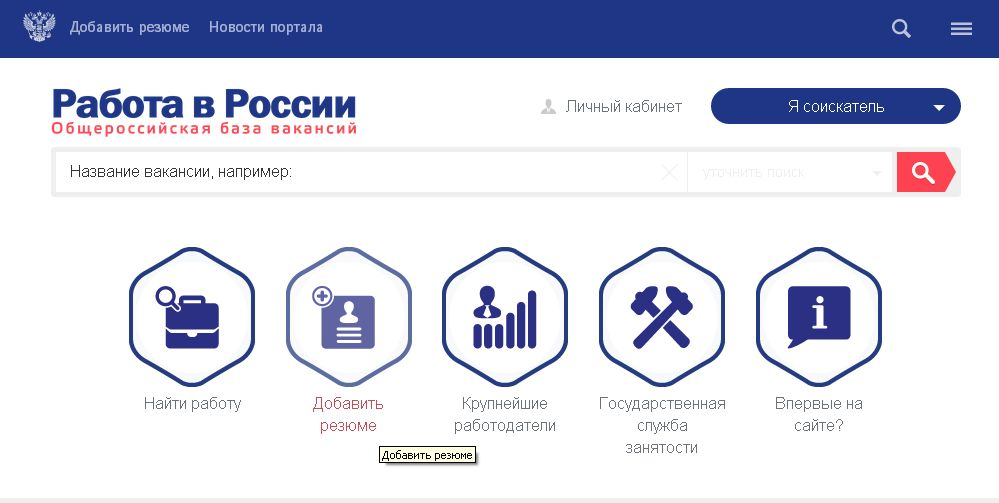 Добавить резюме Новости портала
Работа в России
Общероссийская база вакансий
Личный кабинет
Я соискатель
Название вакансии, например:
уточнить поиск
Найти работу
Добавить
резюме
Крупнейшие
работодатели
Государственная
служба
занятости
Впервые на
сайте?
Добавить резюме